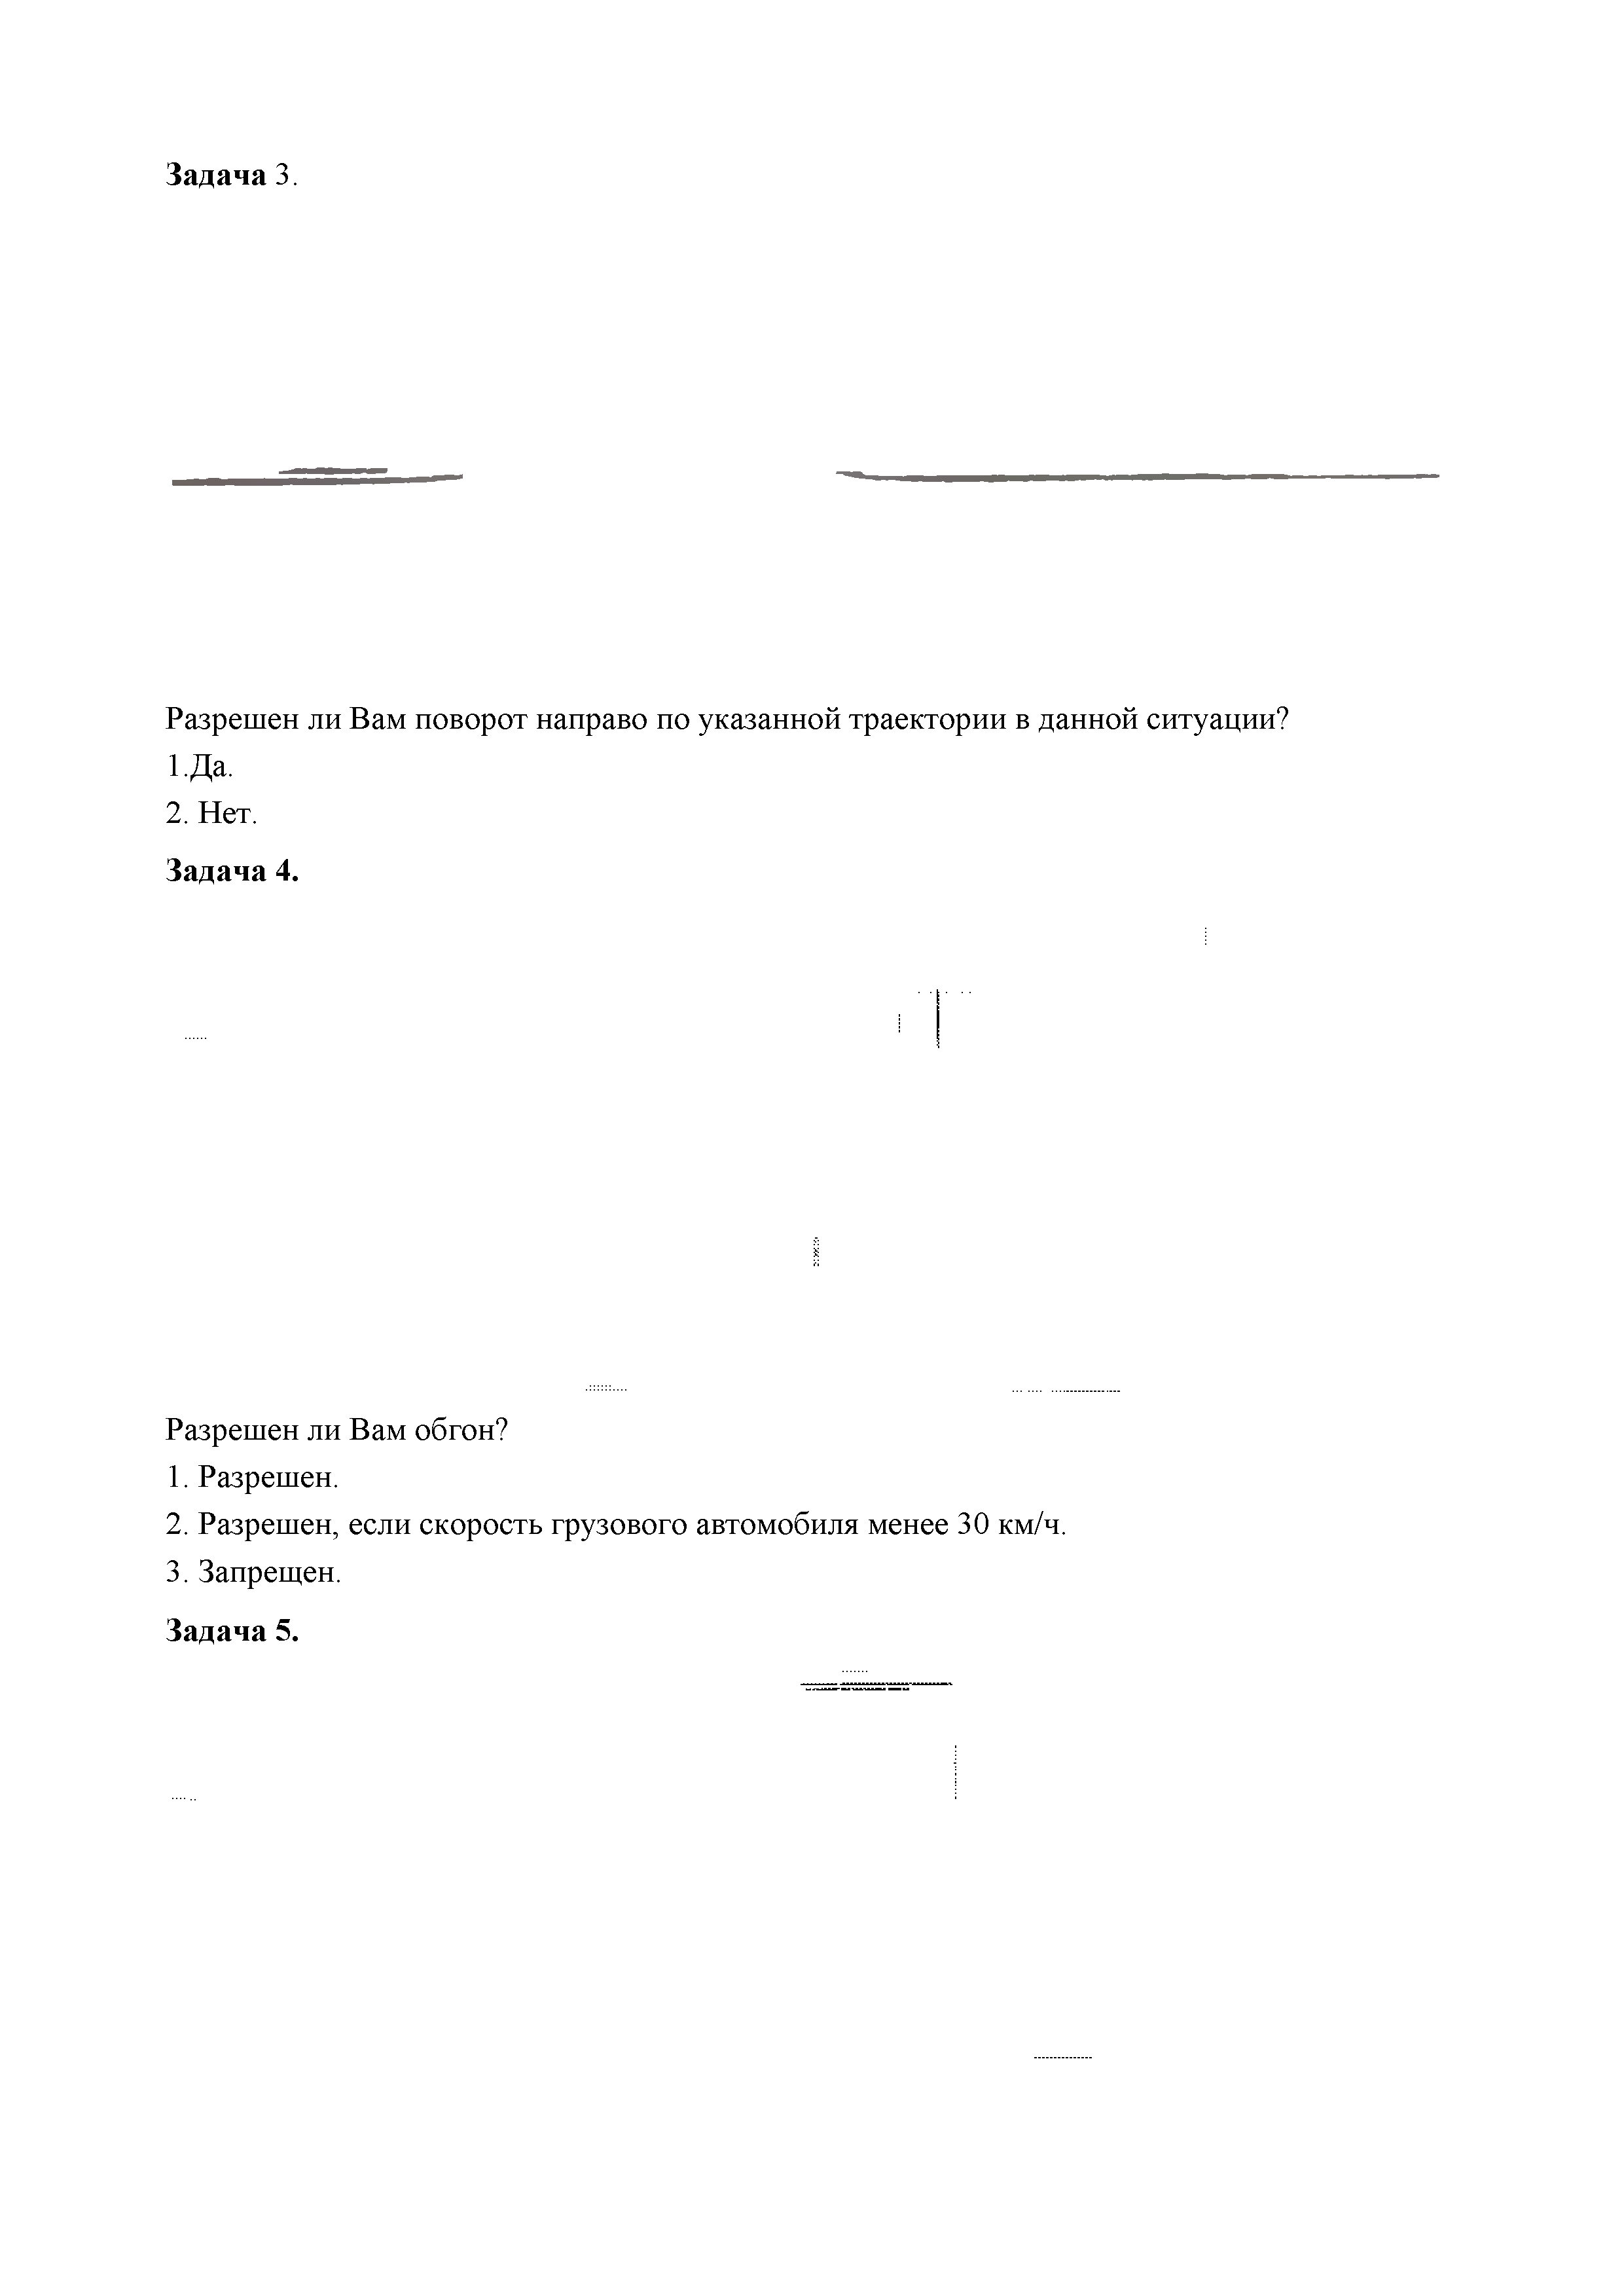 Задача 3.
Разрешен ли Вам поворот направо по указанной траектории в данной ситуации?
1.Да.
2. Нет.
Задача 4.
Разрешен ли Вам обгон?
1. Разрешен.
2. Разрешен, если скорость грузового автомобиля менее 30 км/ч.
3. Запрещен.
Задача 5.